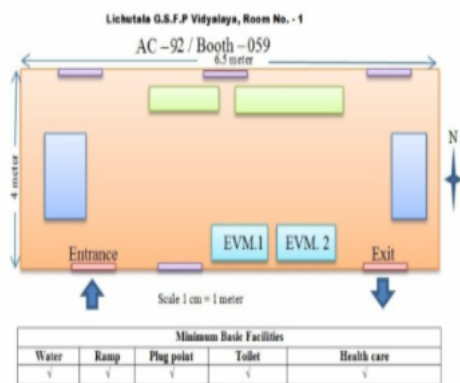 Lichutala G.S.F.P Vidyalaya, Room No. - 1
AC –92 / Booth –059
6.5 meter
N
4 meter
EVM.1 EVM. 2
Entrance Exit
Scale 1 cm = 1 meter
Minimum Basic Facilities
Water Ramp Plug point Toilet Health care
√ √ √ √ √